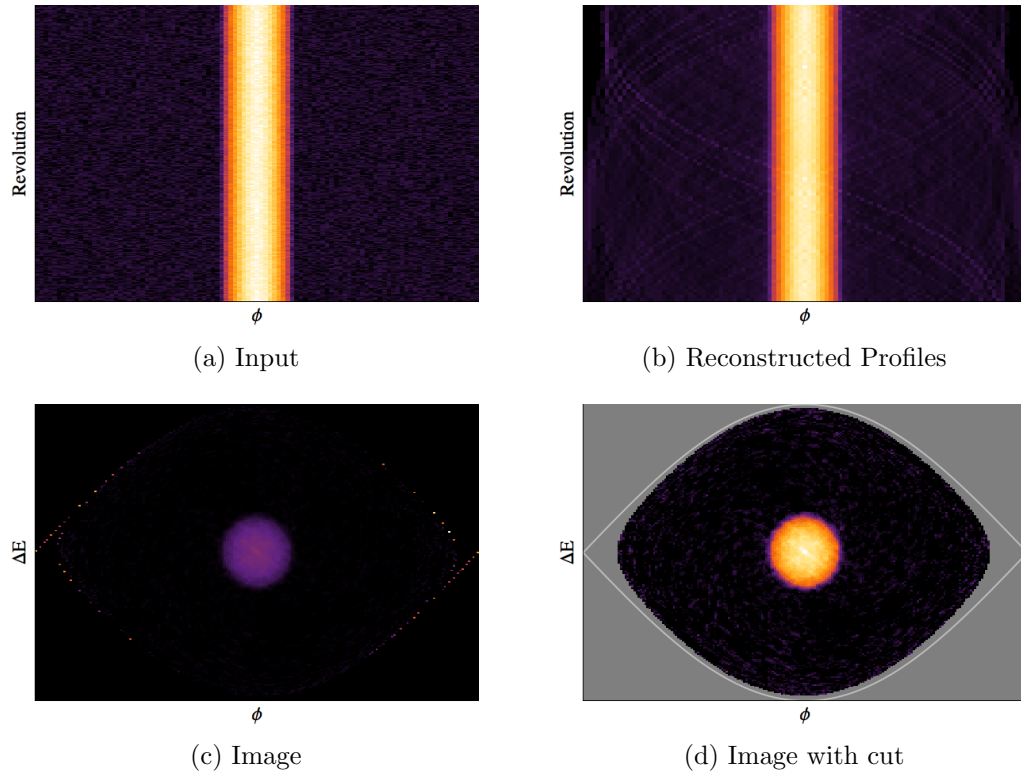 Revolution
ϕ
(a) Input
Revolution
ϕ
(b) Reconstructed Profiles
ΔE
ϕ
(c) Image
ΔE
ϕ
(d) Image with cut